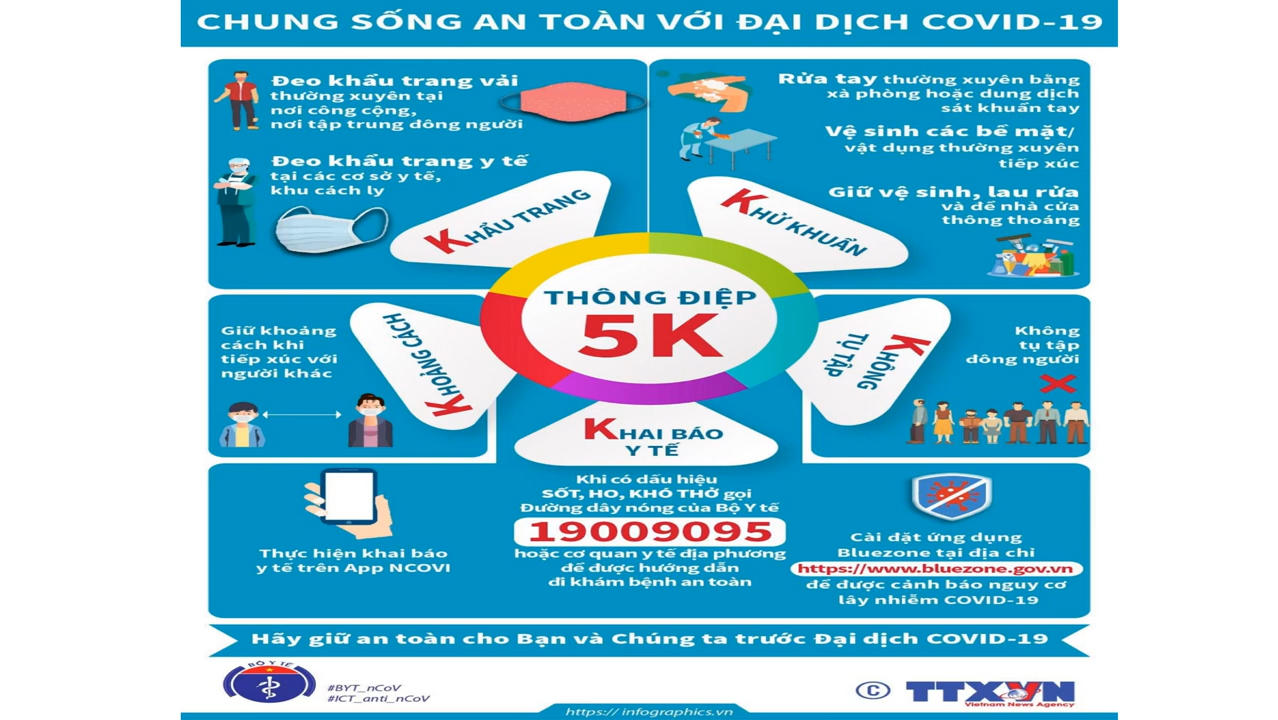 CHUNG SỐNG AN TOÀN VỚI ĐẠI DỊCH COVID-19
Đeo khẩu trang vải
thường xuyên tại
nơi công cộng,
nơi tập trung đông người
Đeo khẩu trang y tế
tại các cơ sở y tế,
khu cách ly
KHẨU TRANG
Rửa tay thường xuyên bằng
xà phòng hoặc dung dịch
sát khuẩn tay
Vệ sinh các bề mặt/
vật dụng thường xuyên
tiếp xúc
Giữ vệ sinh, lau rửa
và để nhà cửa
thông thoáng
KHỬ KHUẨN
THÔNG ĐIỆP
5K
Giữ khoảng
cách khi
tiếp xúc với
người khác
KHOẢNG CÁCH
KHÔNG
TỤ TẬP
Không
tụ tập
đông người
KHAI BÁO
Y TẾ
Thực hiện khai báo
y tế trên App NCOVI
Khi có dấu hiệu
SỐT, HO, KHÓ THỞ gọi
Đường dây nóng của Bộ Y tế
19009095
hoặc cơ quan y tế địa phương
để được hướng dẫn
đi khám bệnh an toàn
Cài đặt ứng dụng
Bluezone tại địa chỉ
https://www.bluezone.gov.vn
để được cảnh báo nguy cơ
lây nhiễm COVID-19
Hãy giữ an toàn cho Bạn và Chúng ta trước Đại dịch COVID-19
BỘ Y TẾ
#BYT_nCoV
#ICT_anti_nCoV
© TTXVN
Vietnam News Agency
https:// infographics.vn